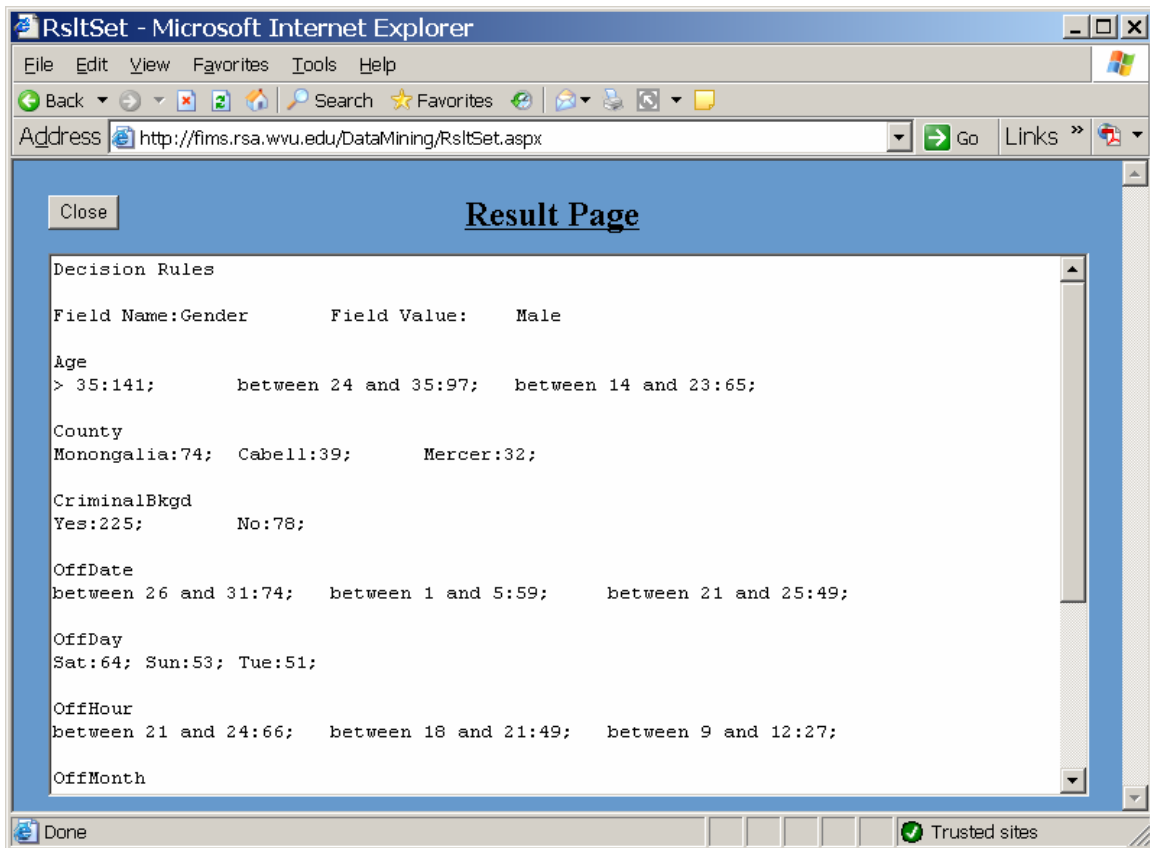 RsltSet - Microsoft Internet Explorer
File Edit View Favorites Tools Help
Back Search Favorites
Address http://fims.rsa.wvu.edu/DataMining/RsltSet.aspx Go Links »
Close Result Page
Decision Rules
Field Name:Gender Field Value: Male
Age
> 35:141; between 24 and 35:97; between 14 and 23:65;
County
Monongalia:74; Cabell:39; Mercer:32;
CriminalBkgd
Yes:225; No:78;
OffDate
between 26 and 31:74; between 1 and 5:59; between 21 and 25:49;
OffDay
Sat:64; Sun:53; Tue:51;
OffHour
between 21 and 24:66; between 18 and 21:49; between 9 and 12:27;
OffMonth
Done Trusted sites